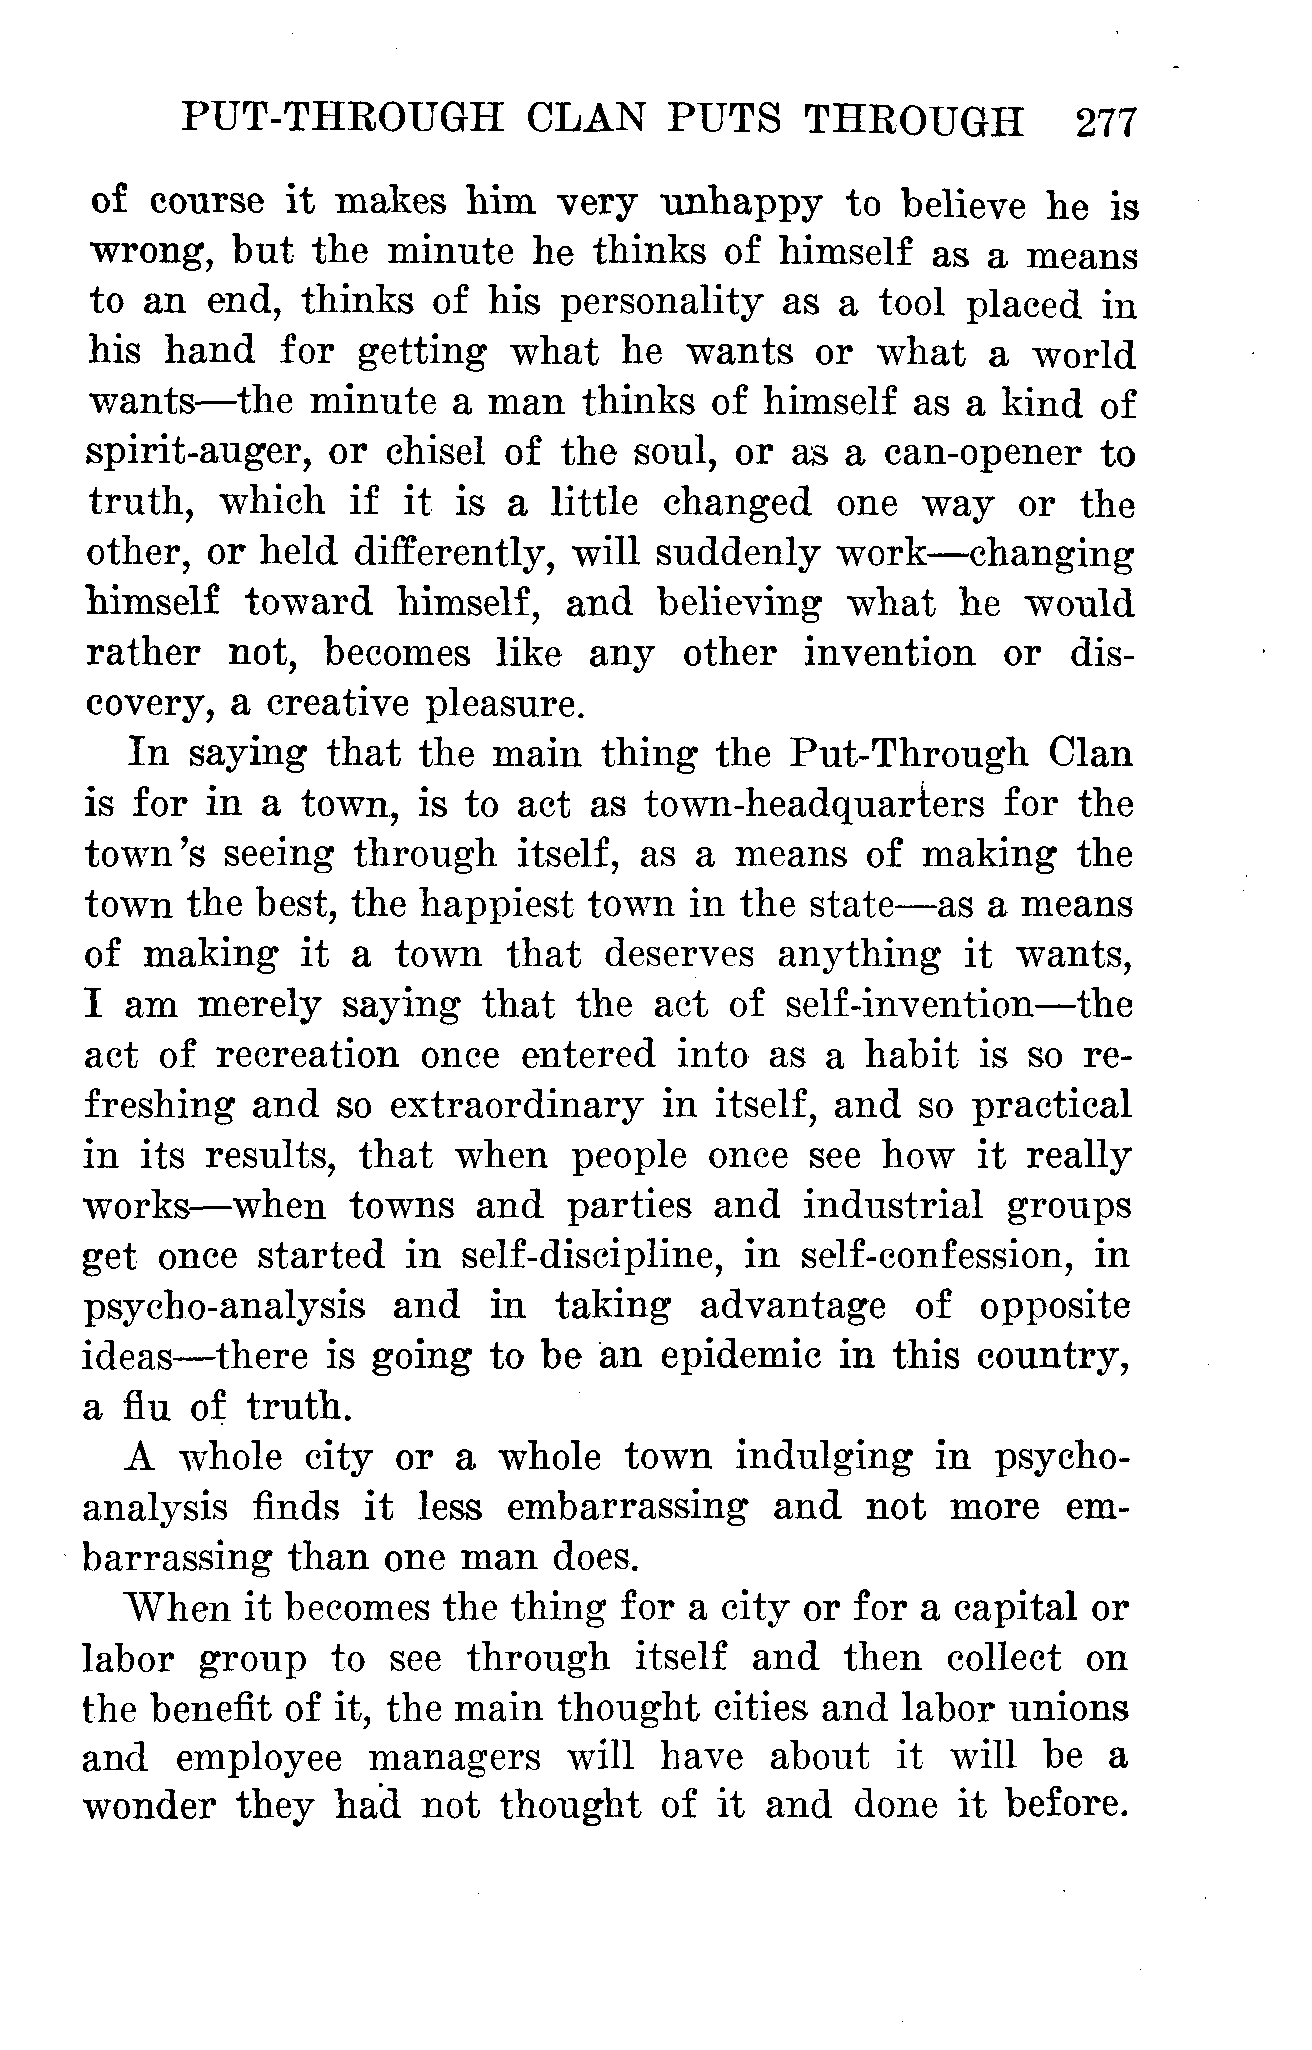 PUT-THROUGH CLAN PUTS THROUGH 277
of course it makes him very unhappy to believe he is
wrong, but the minute he thinks of himself as a means
to an end, thinks of his personality as a tool placed in
his hand for getting what he wants or what a world
wants—the minute a man thinks of himself as a kind of
spirit-auger, or chisel of the soul, or as a can-opener to
truth, which if it is a little changed one way or the
other, or held differently, will suddenly work—changing
himself toward himself, and believing what he would
rather not, becomes like any other invention or dis-
covery, a creative pleasure.
In saying that the main thing the Put-Through Clan
is for in a town, is to act as town-headquarters for the
town's seeing through itself, as a means of making the
town the best, the happiest town in the state—as a means
of making it a town that deserves anything it wants,
I am merely saying that the act of self-invention—the
act of recreation once entered into as a habit is so re-
freshing and so extraordinary in itself, and so practical
in its results, that when people once see how it really
works—when towns and parties and industrial groups
get once started in self-discipline, in self-confession, in
psycho-analysis and in taking advantage of opposite
ideas—there is going to be an epidemic in this country,
a flu of truth.
A whole city or a whole town indulging in psycho-
analysis finds it less embarrassing and not more em-
barrassing than one man does.
When it becomes the thing for a city or for a capital or
labor group to see through itself and then collect on
the benefit of it, the main thought cities and labor unions
and employee managers will have about it will be a
wonder they had not thought of it and done it before.